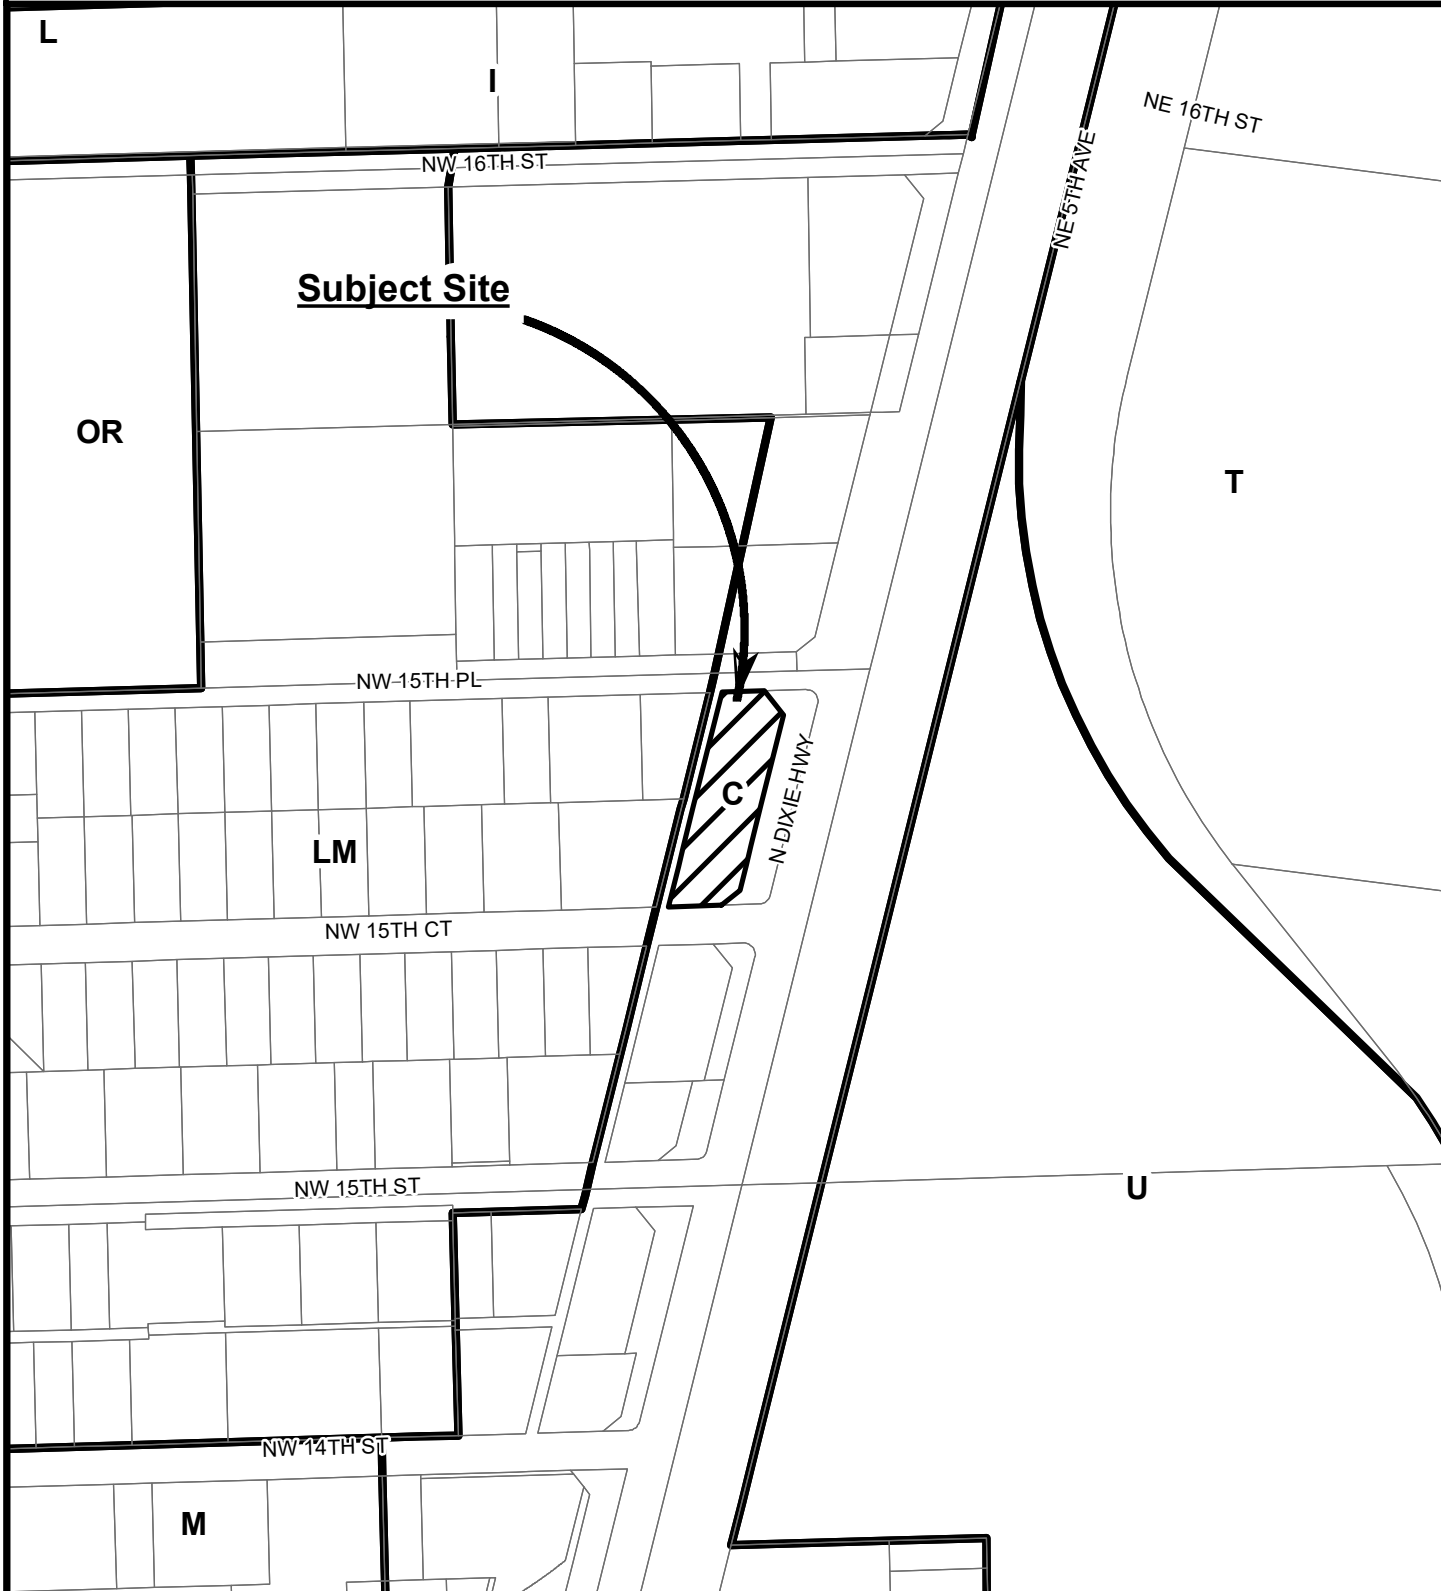 L
I
NE 16TH ST
NW 16TH ST
NE 5TH AVE
Subject Site
OR
T
NW 15TH PL
C
N DIXIE HWY
LM
NW 15TH CT
NW 15TH ST
U
NW 14TH ST
M